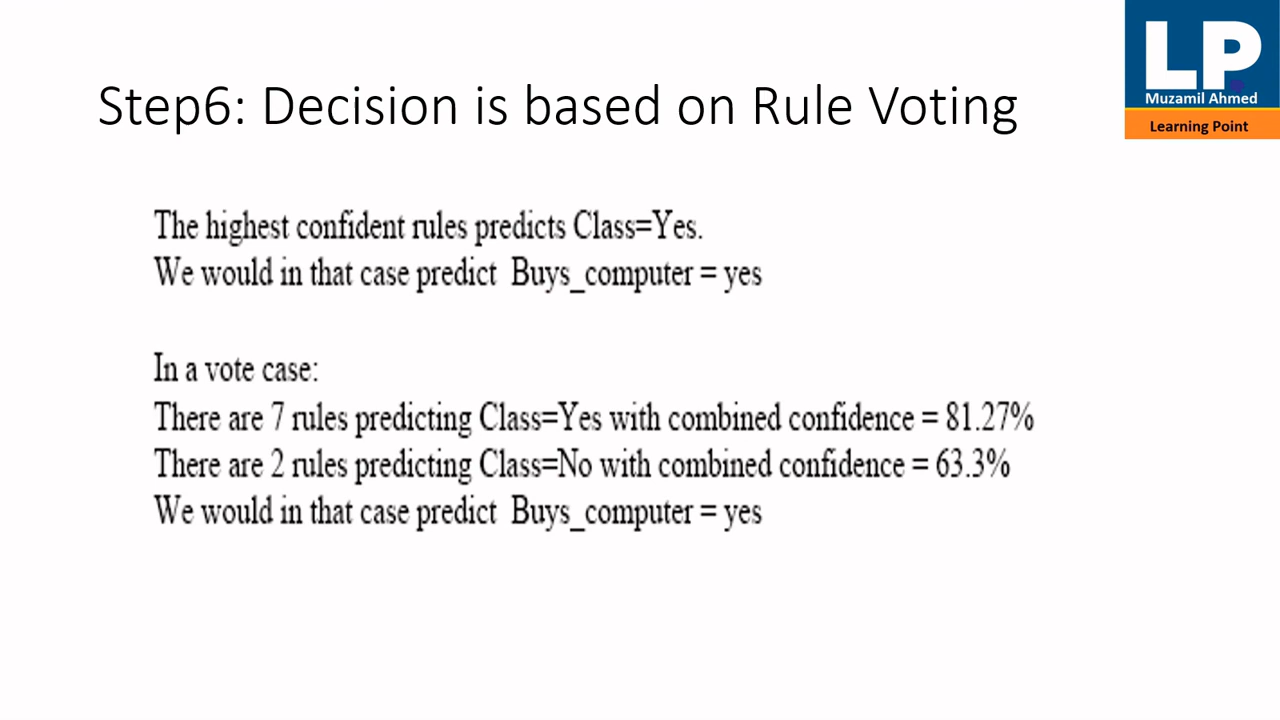 LP
Muzamil Ahmed
Learning Point
Step6: Decision is based on Rule Voting
The highest confident rules predicts Class=Yes.
We would in that case predict Buys_computer = yes
In a vote case:
There are 7 rules predicting Class=Yes with combined confidence = 81.27%
There are 2 rules predicting Class=No with combined confidence = 63.3%
We would in that case predict Buys_computer = yes